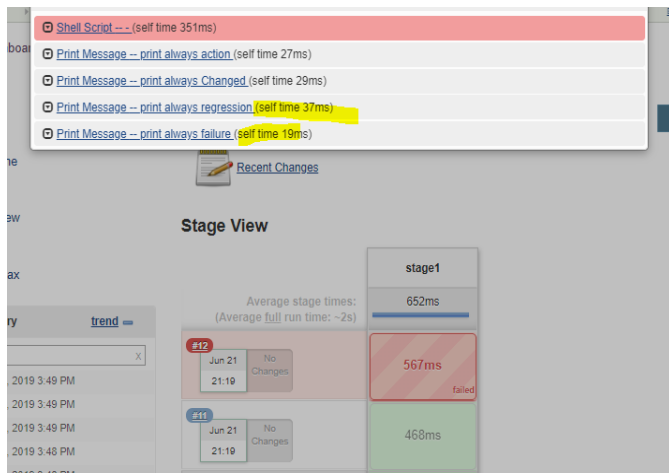 Shell Script -- - (self time 351ms)
Print Message -- print always action (self time 27ms)
Print Message -- print always Changed (self time 29ms)
Print Message -- print always regression (self time 37ms)
Print Message -- print always failure (self time 19ms)
Recent Changes
Stage View
stage1
Average stage times:
(Average full run time: ~2s)
652ms
trend
x
#12
Jun 21
21:19
No
Changes
567ms
failed
, 2019 3:49 PM
, 2019 3:49 PM
, 2019 3:49 PM
, 2019 3:48 PM
#11
Jun 21
21:19
No
Changes
468ms